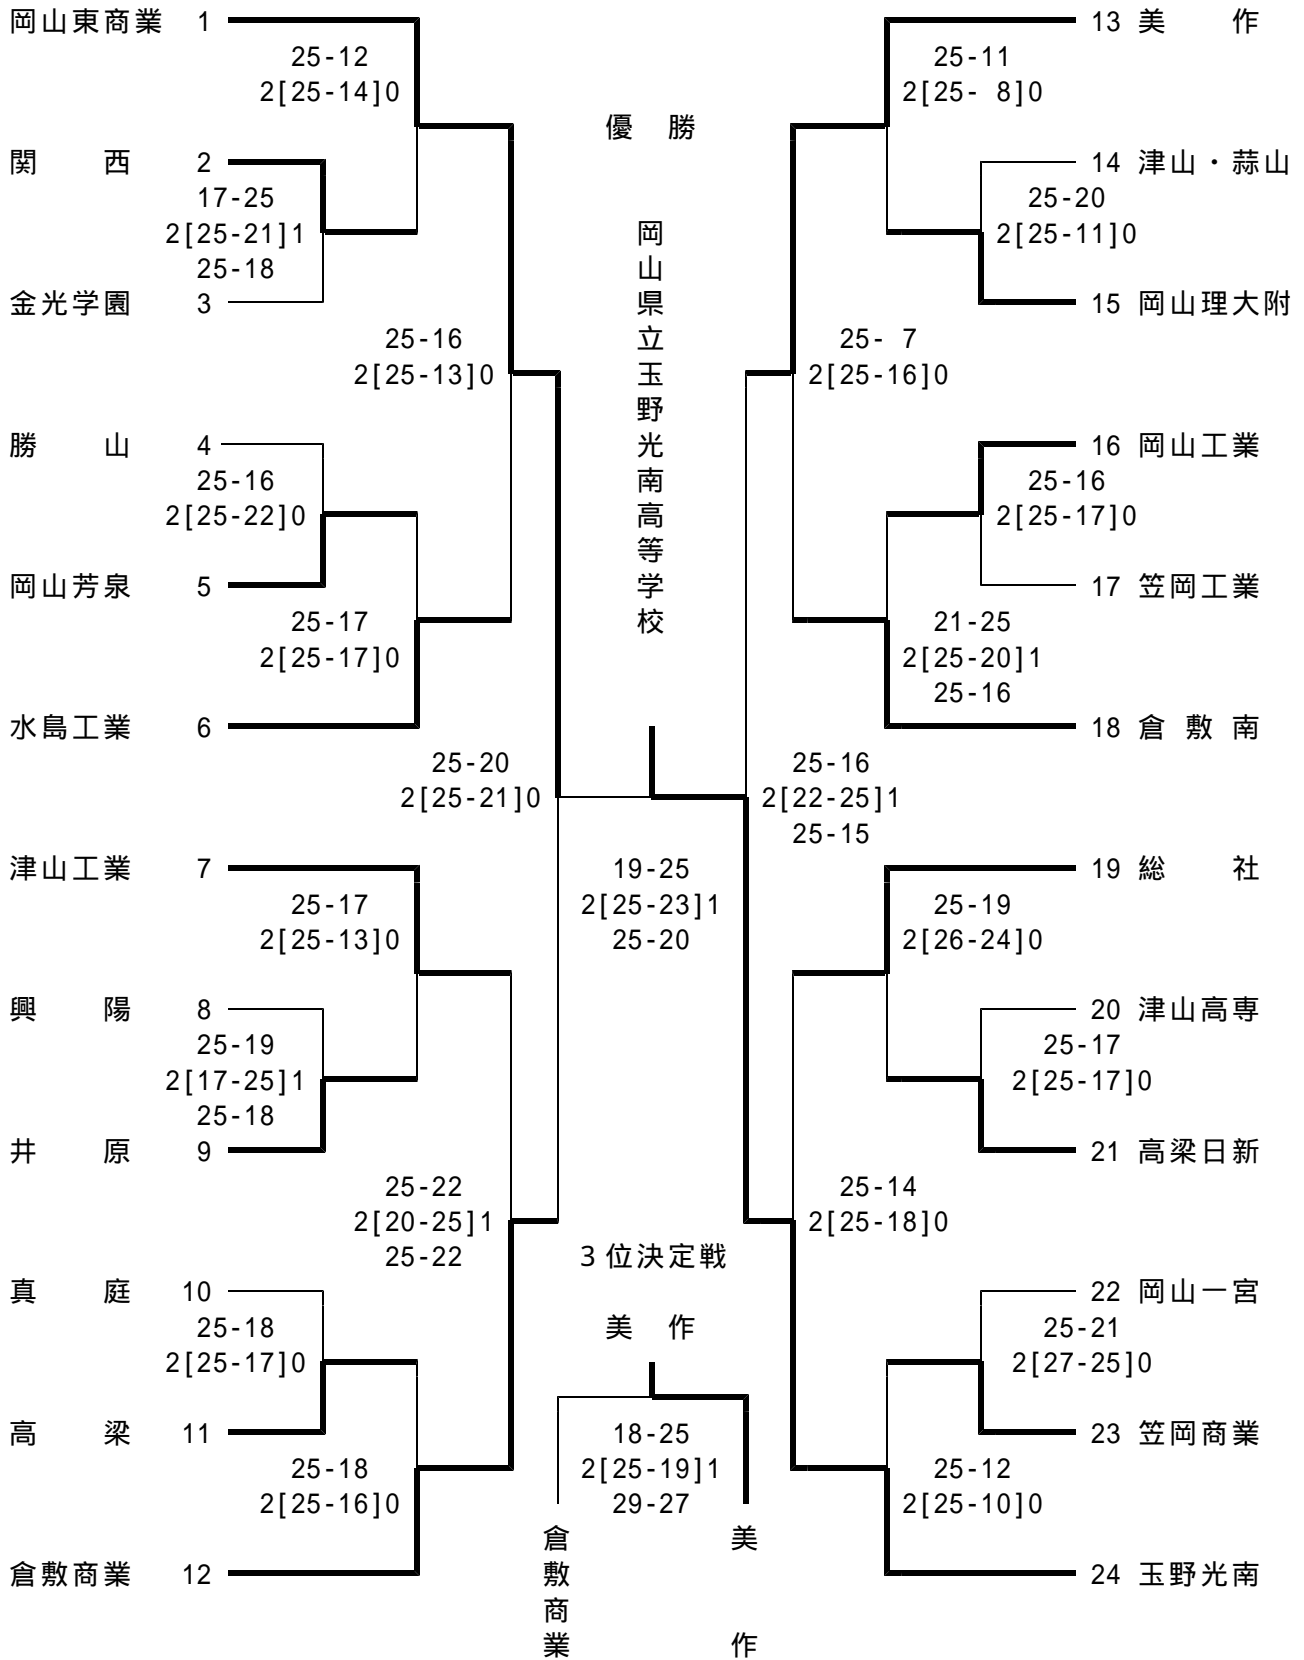 岡山東商業 1
25-12
2[25-14]0
関 西 2
17-25
2[25-21]1
25-18
金光学園 3
25-16
2[25-13]0
勝 山 4
25-16
2[25-22]0
岡山芳泉 5
25-17
2[25-17]0
水島工業 6
25-20
2[25-21]0
津山工業 7
25-17
2[25-13]0
興 陽 8
25-19
2[17-25]1
25-18
井 原 9
25-22
2[20-25]1
25-22
真 庭 10
25-18
2[25-17]0
高 梁 11
25-18
2[25-16]0
倉敷商業 12
優 勝
岡山県立玉野光南高等学校
19-25
2[25-23]1
25-20
3位決定戦
美 作
18-25
2[25-19]1
29-27
倉敷商業
美 作
13 美 作
25-11
2[25- 8]0
14 津山・蒜山
25-20
2[25-11]0
15 岡山理大附
25- 7
2[25-16]0
16 岡山工業
25-16
2[25-17]0
17 笠岡工業
21-25
2[25-20]1
25-16
18 倉敷南
25-16
2[22-25]1
25-15
19 総 社
25-19
2[26-24]0
20 津山高専
25-17
2[25-17]0
21 高梁日新
25-14
2[25-18]0
22 岡山一宮
25-21
2[27-25]0
23 笠岡商業
25-12
2[25-10]0
24 玉野光南